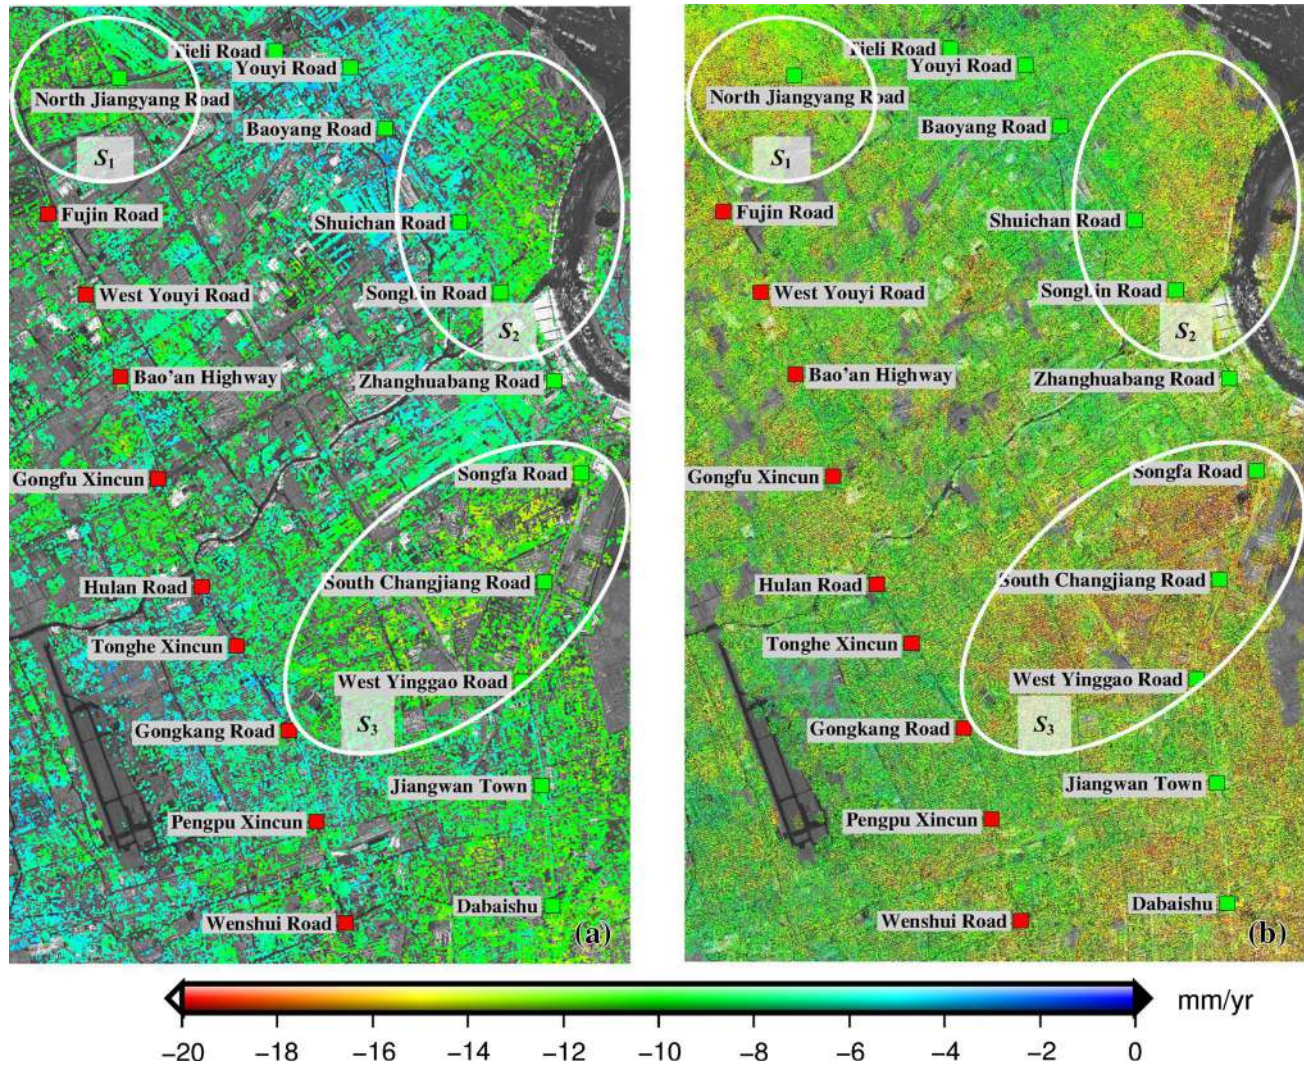 Tieli Road
Youyi Road
North Jiangyang Road
Baoyang Road
S1
Fujin Road
Shuichan Road
West Youyi Road
Songbin Road
S2
Bao'an Highway
Zhanghuabang Road
Gongfu Xincun
Songfa Road
Hulan Road
South Changjiang Road
Tonghe Xincun
West Yinggao Road
Gongkang Road
S3
Jiangwan Town
Pengpu Xincun
Dabaishu
Wenshui Road
(a)
Tieli Road
Youyi Road
North Jiangyang Road
Baoyang Road
S1
Fujin Road
Shuichan Road
West Youyi Road
Songbin Road
S2
Bao'an Highway
Zhanghuabang Road
Gongfu Xincun
Songfa Road
Hulan Road
South Changjiang Road
Tonghe Xincun
West Yinggao Road
Gongkang Road
S3
Jiangwan Town
Pengpu Xincun
Dabaishu
Wenshui Road
(b)
mm/yr
−20 −18 −16 −14 −12 −10 −8 −6 −4 −2 0